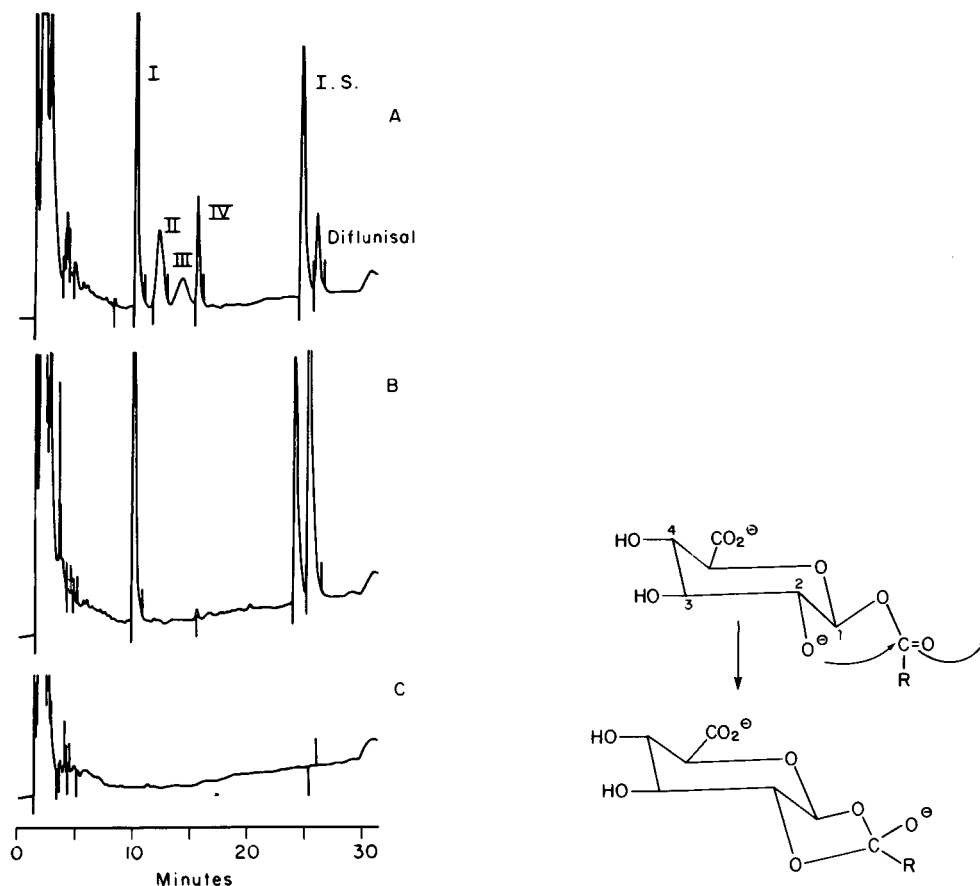 I
I.S.
A
II
IV
III
Diflunisal
B
C
0 10 20 30
Minutes
4
CO₂⊖
HO
O
2
O
HO
3
1
O⊖
C=O
R
CO₂⊖
HO
O
HO
O
O⊖
C
O
R